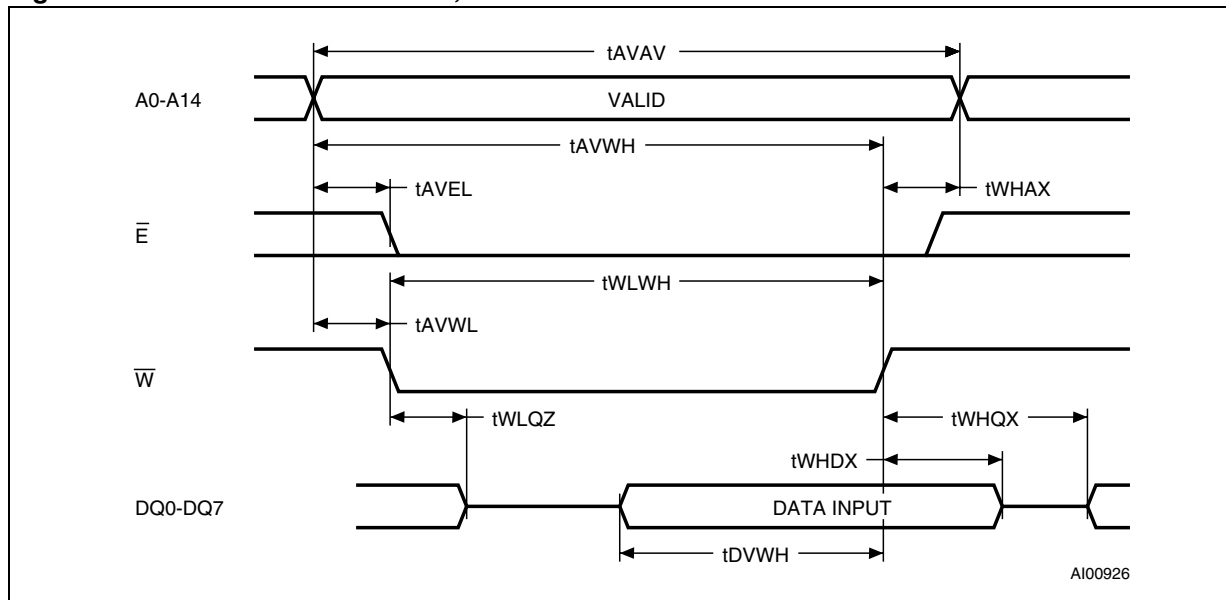 tAVAV
A0-A14
VALID
tAVWH
tAVEL
tWHAX
E̅
tWLWH
tAVWL
W̅
tWLQZ
tWHQX
tWHDX
DQ0-DQ7
DATA INPUT
tDVWH
AI00926